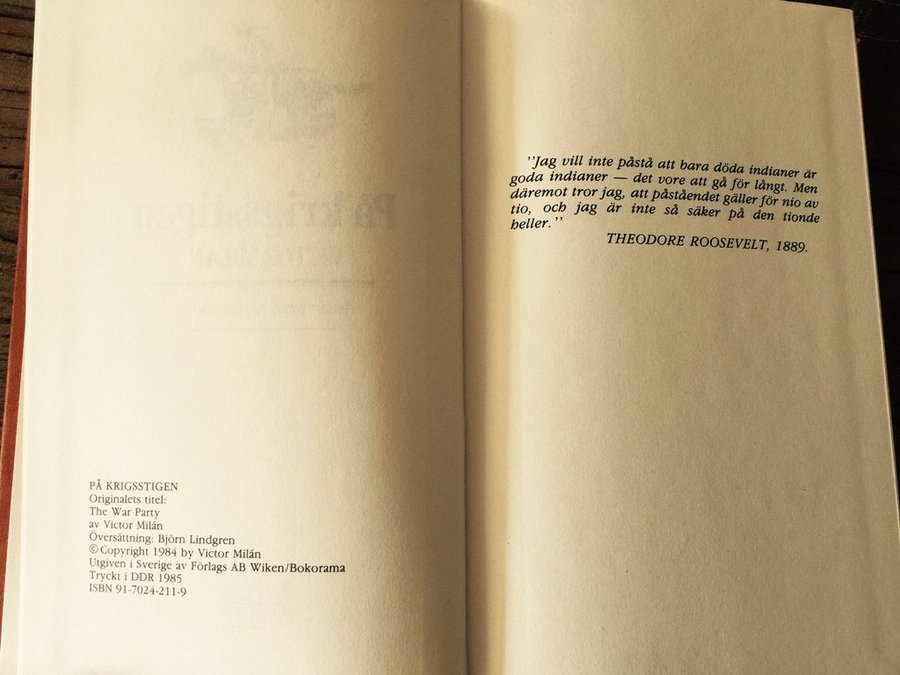 PÅ KRIGSSTIGEN
Originalets titel:
The War Party
av Victor Milán
Översättning: Björn Lindgren
© Copyright 1984 by Victor Milán
Utgiven i Sverige av Förlags AB Wiken/Bokorama
Tryckt i DDR 1985
ISBN 91-7024-211-9
"Jag vill inte påstå att bara döda indianer är
goda indianer — det vore att gå för långt. Men
däremot tror jag, att påståendet gäller för nio av
tio, och jag är inte så säker på den tionde
heller."
THEODORE ROOSEVELT, 1889.